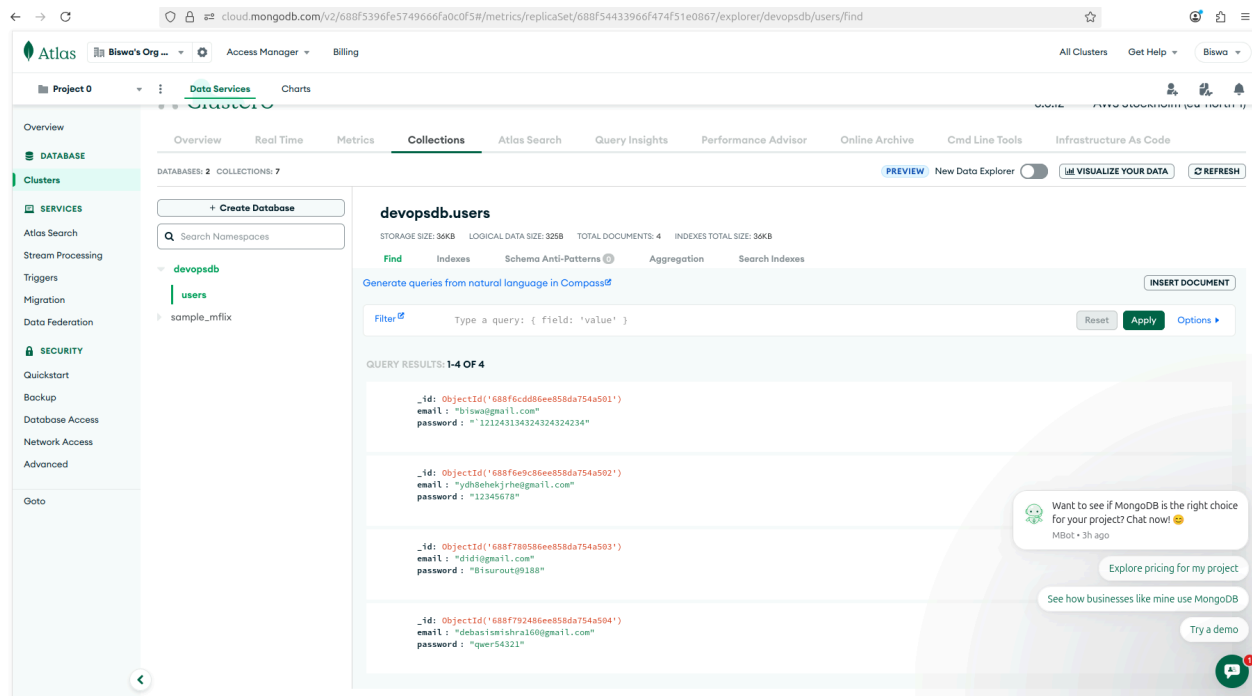 cloud.mongodb.com/v2/688f5396fe5749666fa0c0f5#/metrics/replicaSet/688f54433966f474f51e0867/explorer/devopsdb/users/find
Atlas Biswa's Org ... Access Manager Billing All Clusters Get Help Biswa
Project 0 Data Services Charts
Overview
DATABASE
Clusters
SERVICES
Atlas Search
Stream Processing
Triggers
Migration
Data Federation
SECURITY
Quickstart
Backup
Database Access
Network Access
Advanced
Goto
Overview Real Time Metrics Collections Atlas Search Query Insights Performance Advisor Online Archive Cmd Line Tools Infrastructure As Code
DATABASES: 2 COLLECTIONS: 7 PREVIEW New Data Explorer VISUALIZE YOUR DATA REFRESH
+ Create Database
Search Namespaces
devopsdb
users
sample_mflix
devopsdb.users
STORAGE SIZE: 36KB LOGICAL DATA SIZE: 325B TOTAL DOCUMENTS: 4 INDEXES TOTAL SIZE: 36KB
Find Indexes Schema Anti-Patterns 0 Aggregation Search Indexes
Generate queries from natural language in Compass INSERT DOCUMENT
Filter Type a query: { field: 'value' } Reset Apply Options
QUERY RESULTS: 1-4 OF 4
_id: ObjectId('688f6cdd86ee858da754a501')
email : "biswa@gmail.com"
password : "`121243134324324324234"
_id: ObjectId('688f6e9c86ee858da754a502')
email : "ydh8ehekjrhe@gmail.com"
password : "12345678"
_id: ObjectId('688f780586ee858da754a503')
email : "didi@gmail.com"
password : "Bisurout@9188"
_id: ObjectId('688f792486ee858da754a504')
email : "debasismishra160@gmail.com"
password : "qwer54321"
Want to see if MongoDB is the right choice
for your project? Chat now! 😊
MBot • 3h ago
Explore pricing for my project
See how businesses like mine use MongoDB
Try a demo
1